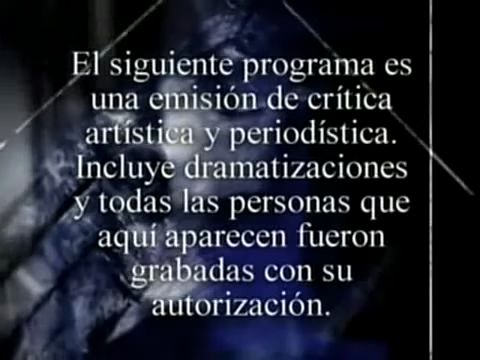 El siguiente programa es
una emisión de crítica
artística y periodística.
Incluye dramatizaciones
y todas las personas que
aquí aparecen fueron
grabadas con su
autorización.